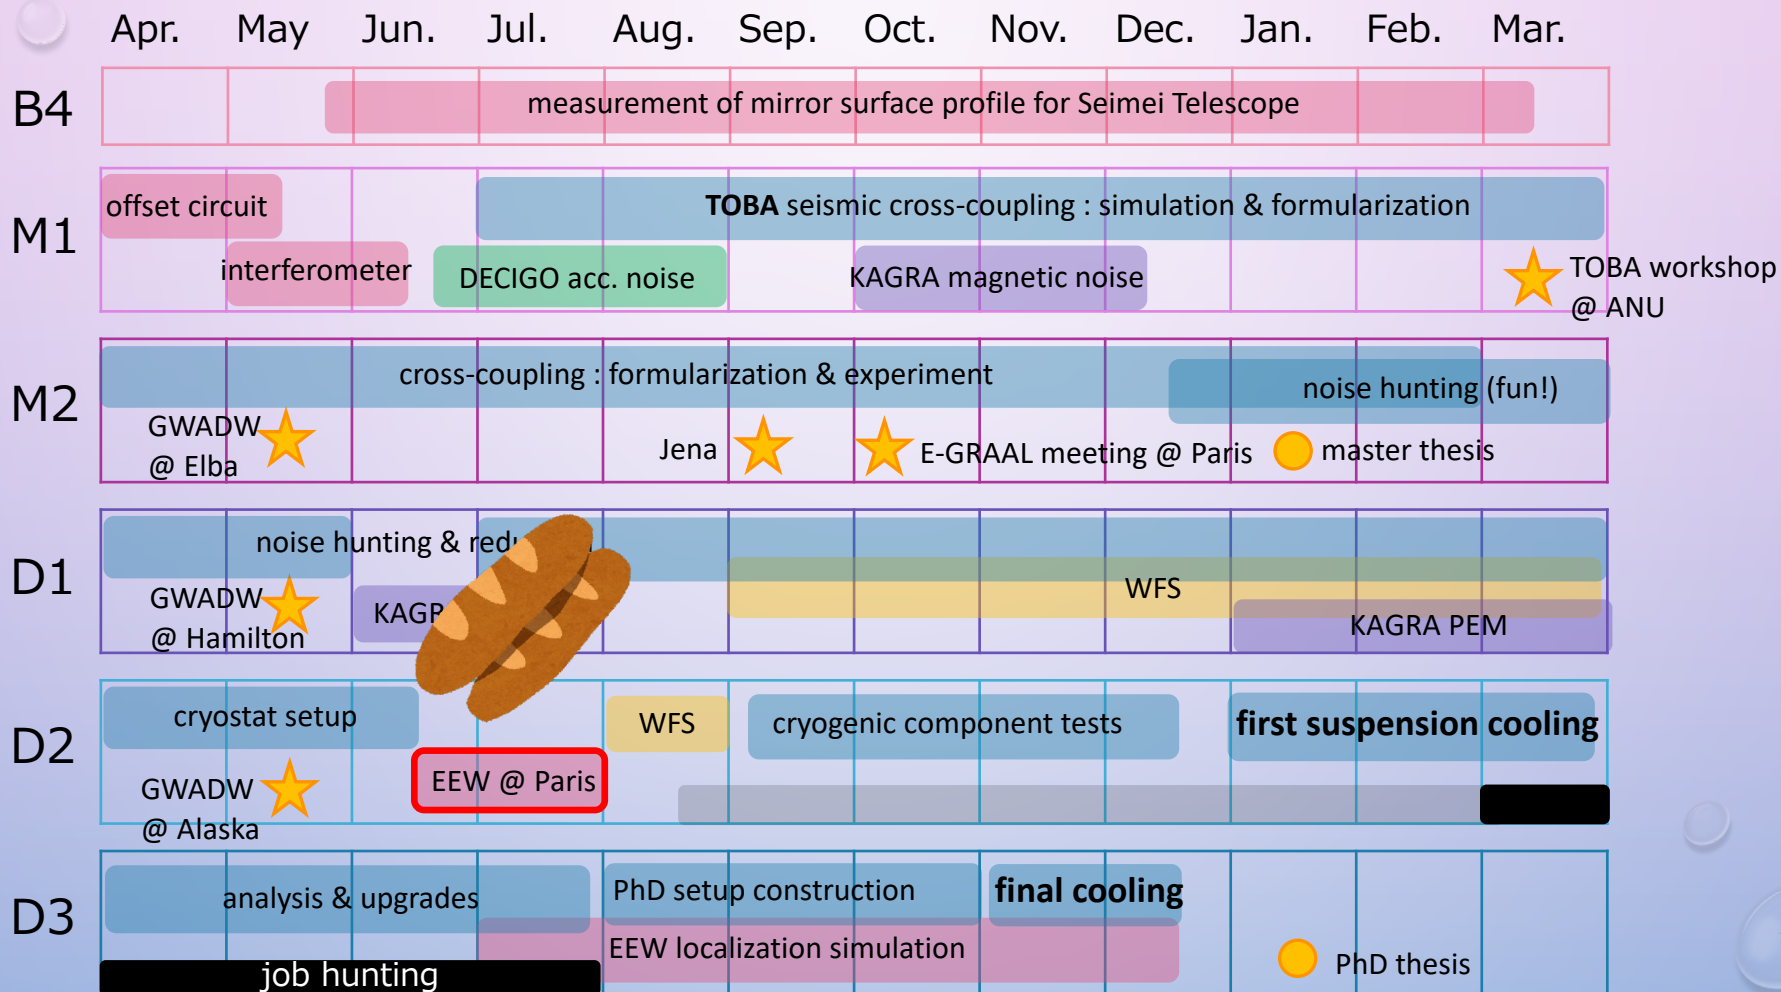 Apr. May Jun. Jul. Aug. Sep. Oct. Nov. Dec. Jan. Feb. Mar.
B4
measurement of mirror surface profile for Seimei Telescope
M1
offset circuit
TOBA seismic cross-coupling : simulation & formularization
interferometer
DECIGO acc. noise
KAGRA magnetic noise
TOBA workshop
@ ANU
M2
cross-coupling : formularization & experiment
noise hunting (fun!)
GWADW
@ Elba
Jena
E-GRAAL meeting @ Paris
master thesis
D1
noise hunting &
WFS
GWADW
@ Hamilton
KAGRA PEM
D2
cryostat setup
WFS
cryogenic component tests
first suspension cooling
EEW @ Paris
GWADW
@ Alaska
D3
analysis & upgrades
PhD setup construction
final cooling
EEW localization simulation
PhD thesis
job hunting